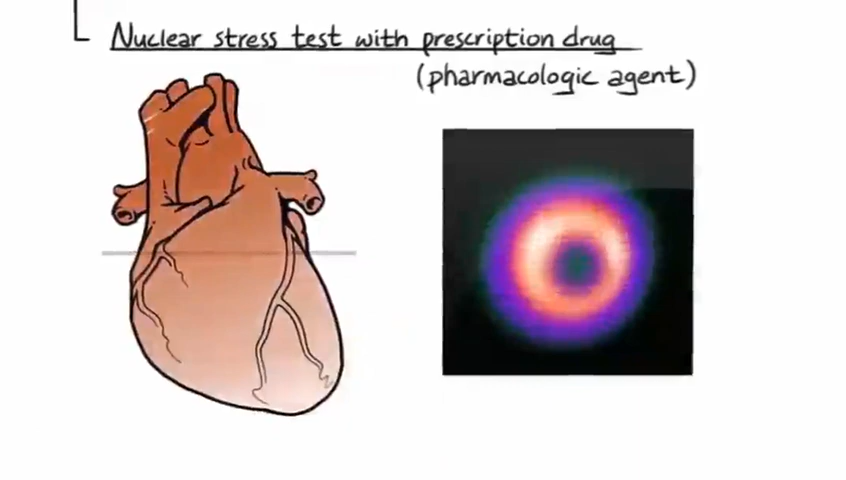 Nuclear stress test with prescription drug
(pharmacologic agent)